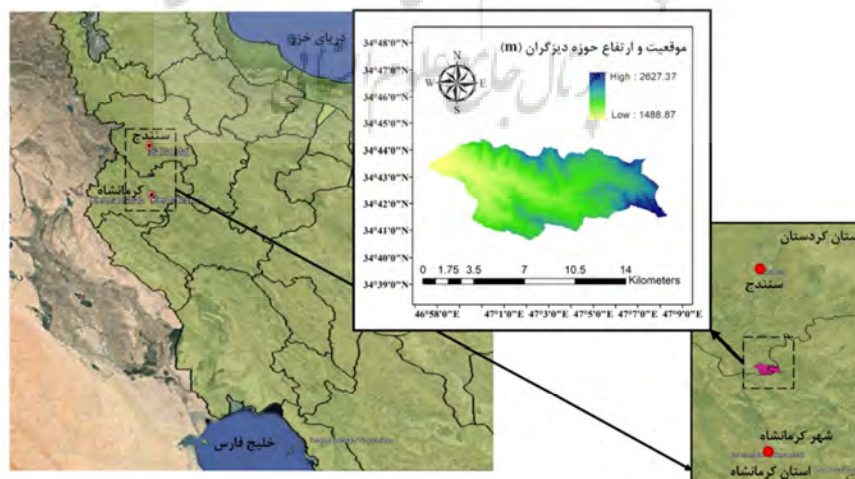 دریای خزر
سنندج
کرمانشاه
خلیج فارس
موقعیت و ارتفاع حوزه دیزگران (m)
N
W E
S
High : 2627.37
Low : 1488.87
34°48'0"N
34°47'0"N
34°46'0"N
34°45'0"N
34°44'0"N
34°43'0"N
34°42'0"N
34°41'0"N
34°40'0"N
34°39'0"N
0 1.75 3.5 7 10.5 14
Kilometers
46°58'0"E 47°1'0"E 47°3'0"E 47°5'0"E 47°7'0"E 47°9'0"E
ستان کردستان
سنندج
شهر کرمانشاه
استان کرمانشاه